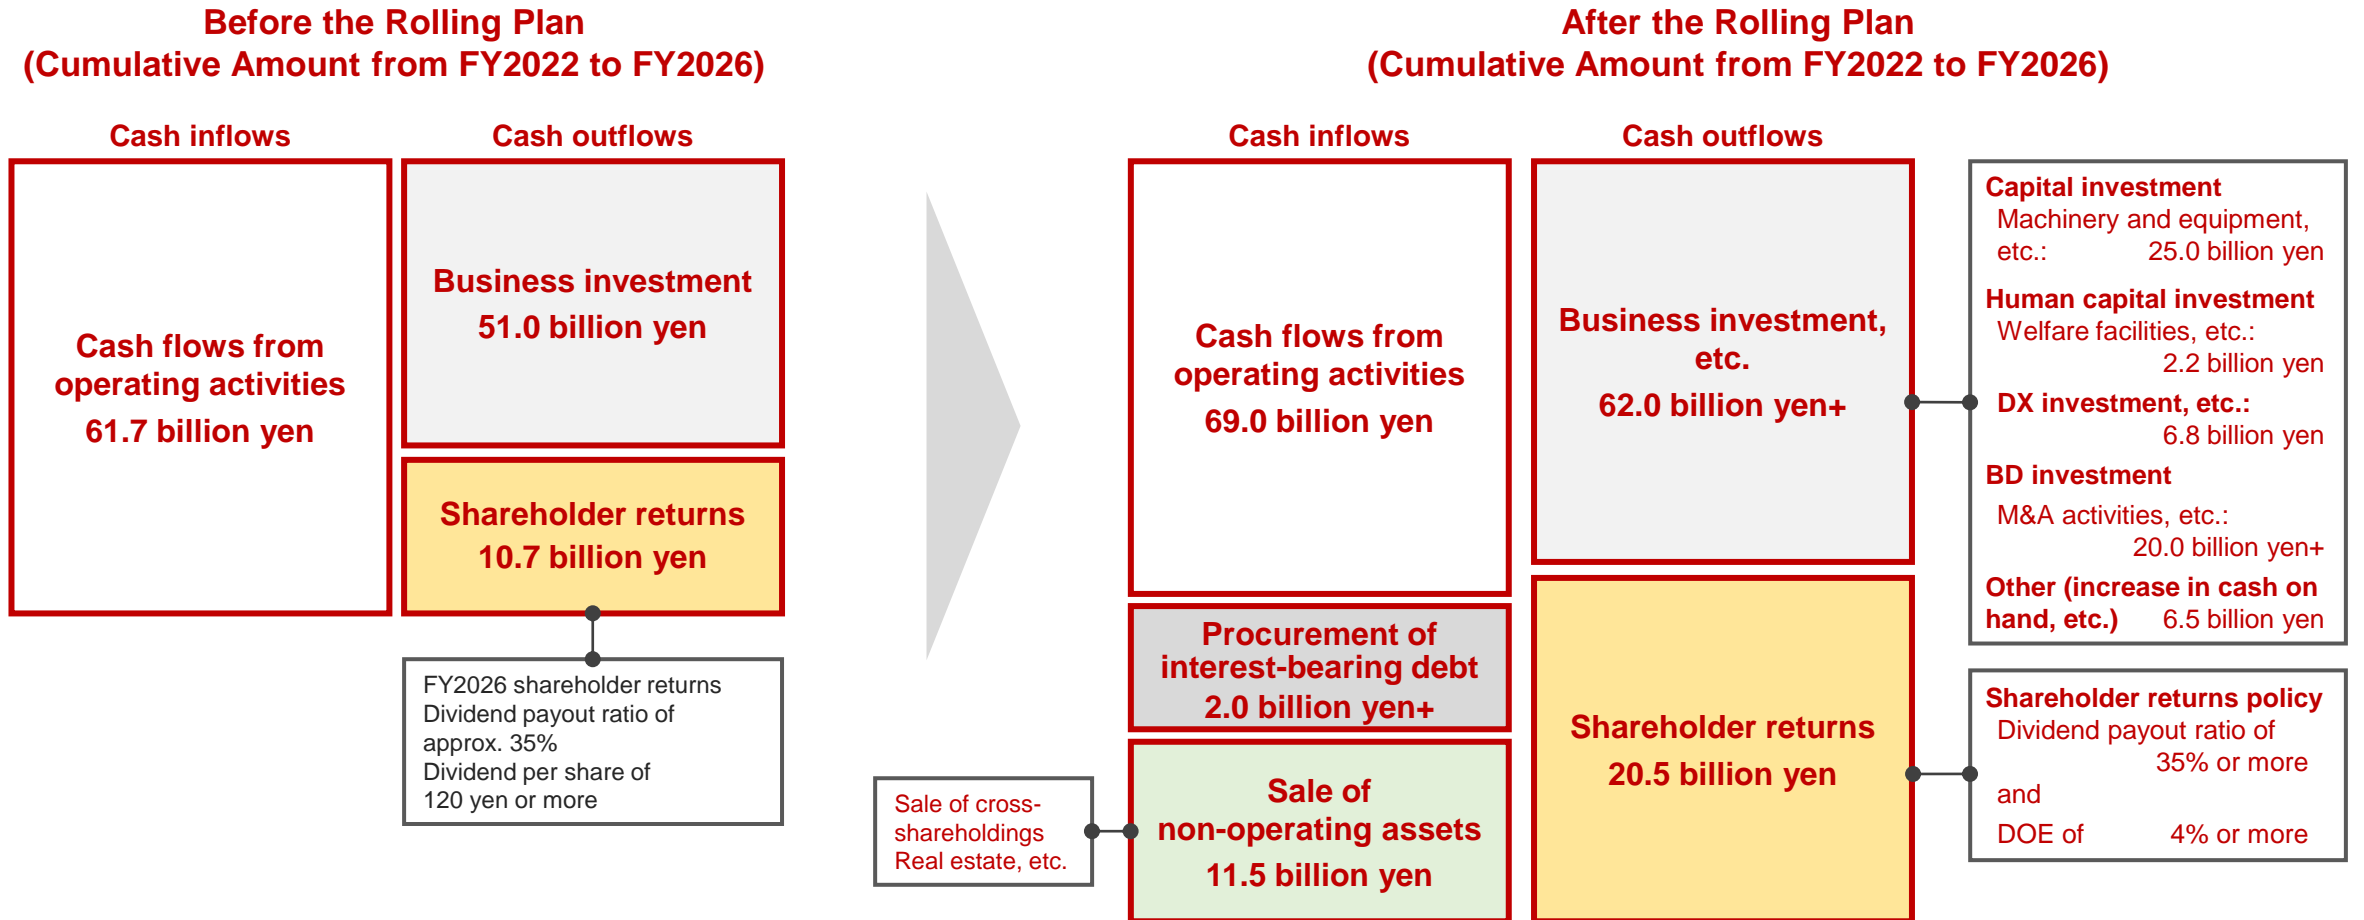 Before the Rolling Plan
(Cumulative Amount from FY2022 to FY2026)
Cash inflows
Cash outflows
Cash flows from
operating activities
61.7 billion yen
Business investment
51.0 billion yen
Shareholder returns
10.7 billion yen
FY2026 shareholder returns
Dividend payout ratio of
approx. 35%
Dividend per share of
120 yen or more
After the Rolling Plan
(Cumulative Amount from FY2022 to FY2026)
Cash inflows
Cash outflows
Cash flows from
operating activities
69.0 billion yen
Procurement of
interest-bearing debt
2.0 billion yen+
Sale of
non-operating assets
11.5 billion yen
Sale of cross-
shareholdings
Real estate, etc.
Business investment,
etc.
62.0 billion yen+
Shareholder returns
20.5 billion yen
Capital investment
Machinery and equipment,
etc.: 25.0 billion yen
Human capital investment
Welfare facilities, etc.:
2.2 billion yen
DX investment, etc.:
6.8 billion yen
BD investment
M&A activities, etc.:
20.0 billion yen+
Other (increase in cash on
hand, etc.) 6.5 billion yen
Shareholder returns policy
Dividend payout ratio of
35% or more
and
DOE of 4% or more